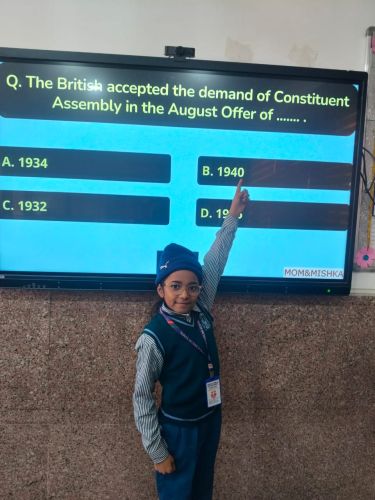 Q. The British accepted the demand of Constituent
Assembly in the August Offer of ....... .
A. 1934
B. 1940
C. 1932
D.
MOM&MISHKA